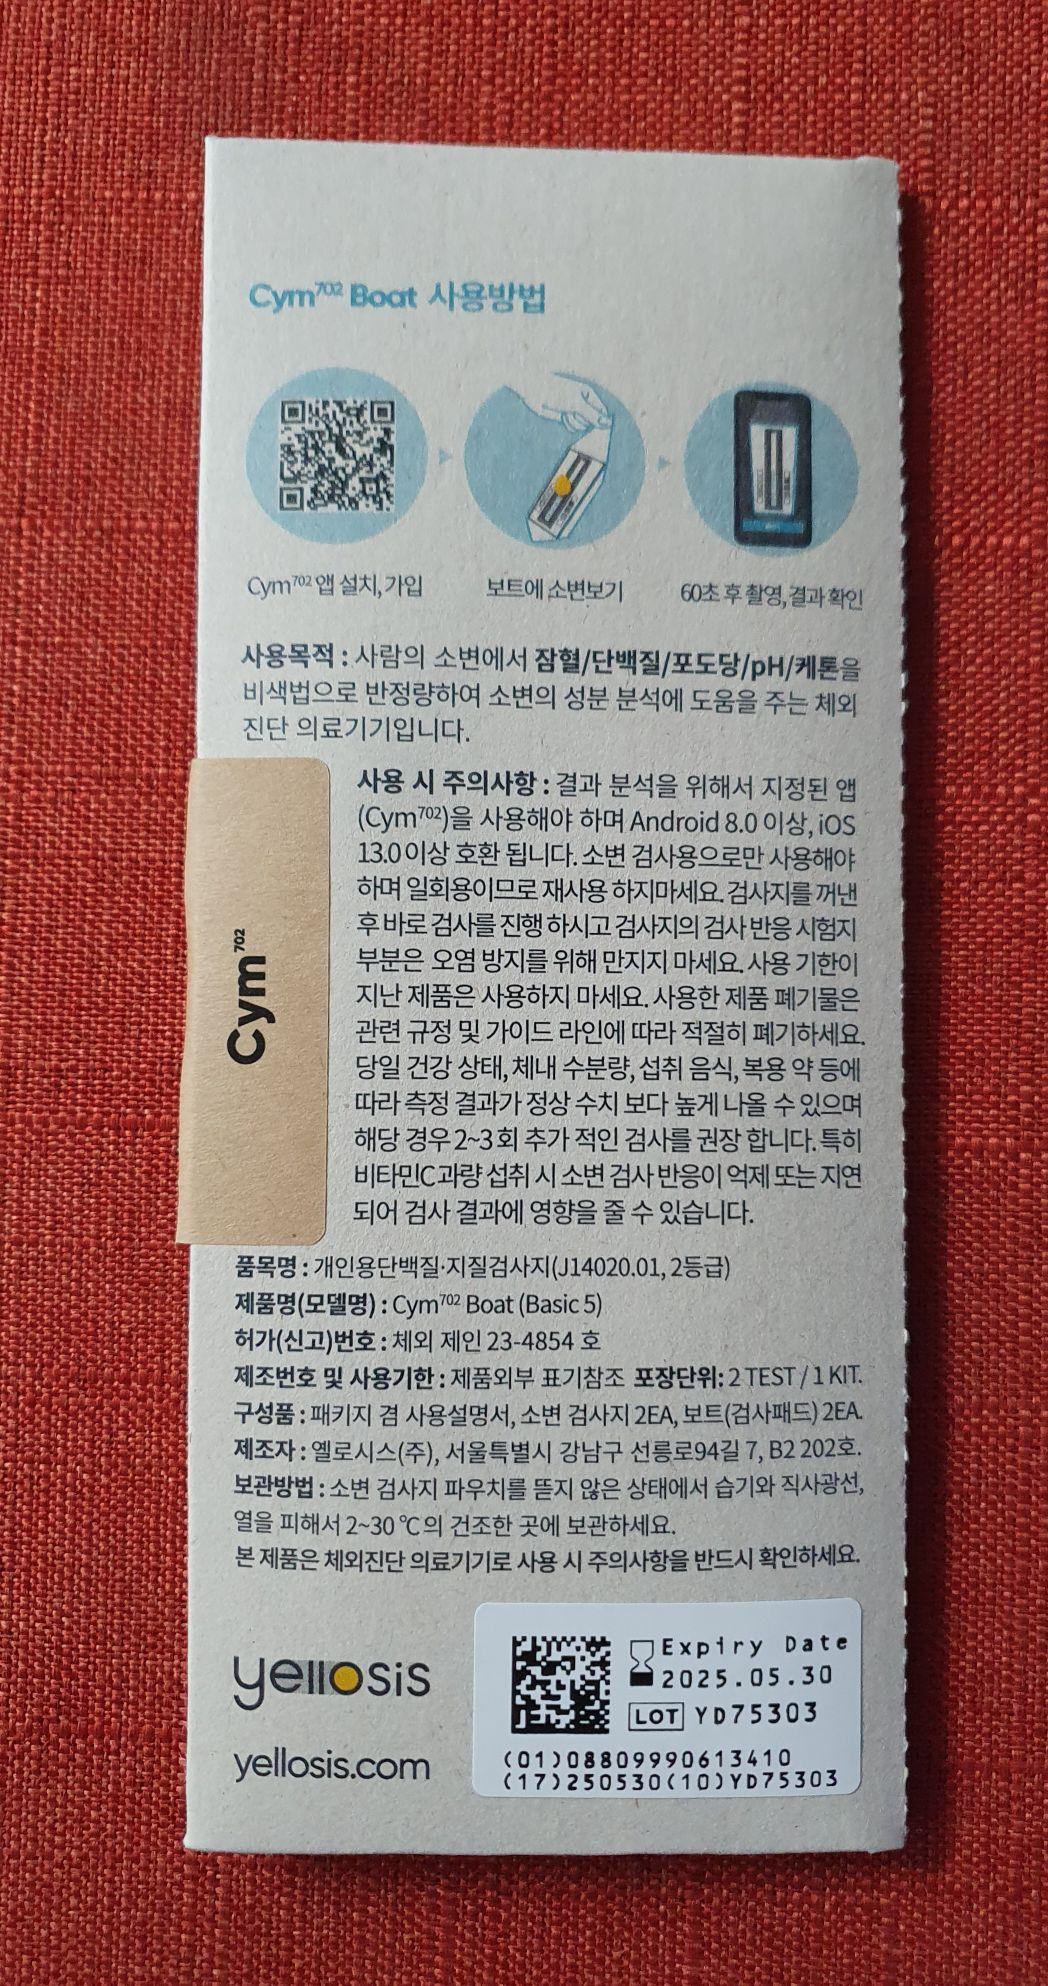 Cym⁷⁰² Boat 사용방법
Cym⁷⁰² 앱 설치, 가입
보트에 소변보기
60초 후 촬영, 결과 확인
사용목적 : 사람의 소변에서 잠혈/단백질/포도당/pH/케톤을
비색법으로 반정량하여 소변의 성분 분석에 도움을 주는 체외
진단 의료기기입니다.
사용 시 주의사항 : 결과 분석을 위해서 지정된 앱
(Cym⁷⁰²)을 사용해야 하며 Android 8.0 이상, iOS
13.0 이상 호환 됩니다. 소변 검사용으로만 사용해야
하며 일회용이므로 재사용 하지마세요. 검사지를 꺼낸
후 바로 검사를 진행 하시고 검사지의 검사 반응 시험지
부분은 오염 방지를 위해 만지지 마세요. 사용 기한이
지난 제품은 사용하지 마세요. 사용한 제품 폐기물은
관련 규정 및 가이드 라인에 따라 적절히 폐기하세요.
당일 건강 상태, 체내 수분량, 섭취 음식, 복용 약 등에
따라 측정 결과가 정상 수치 보다 높게 나올 수 있으며
해당 경우 2~3회 추가 적인 검사를 권장 합니다. 특히
비타민C 과량 섭취 시 소변 검사 반응이 억제 또는 지연
되어 검사 결과에 영향을 줄 수 있습니다.
Cym⁷⁰²
품목명 : 개인용단백질·지질검사지(J14020.01, 2등급)
제품명(모델명) : Cym⁷⁰² Boat (Basic 5)
허가(신고)번호 : 체외 제인 23-4854 호
제조번호 및 사용기한 : 제품외부 표기참조 포장단위: 2 TEST / 1 KIT.
구성품 : 패키지 겸 사용설명서, 소변 검사지 2EA, 보트(검사패드) 2EA.
제조자 : 옐로시스(주), 서울특별시 강남구 선릉로94길 7, B2 202호.
보관방법 : 소변 검사지 파우치를 뜯지 않은 상태에서 습기와 직사광선,
열을 피해서 2~30 ℃의 건조한 곳에 보관하세요.
본 제품은 체외진단 의료기기로 사용 시 주의사항을 반드시 확인하세요.
yellosis
yellosis.com
Expiry Date
2025.05.30
LOT YD75303
(01)08809990613410
(17)250530(10)YD75303